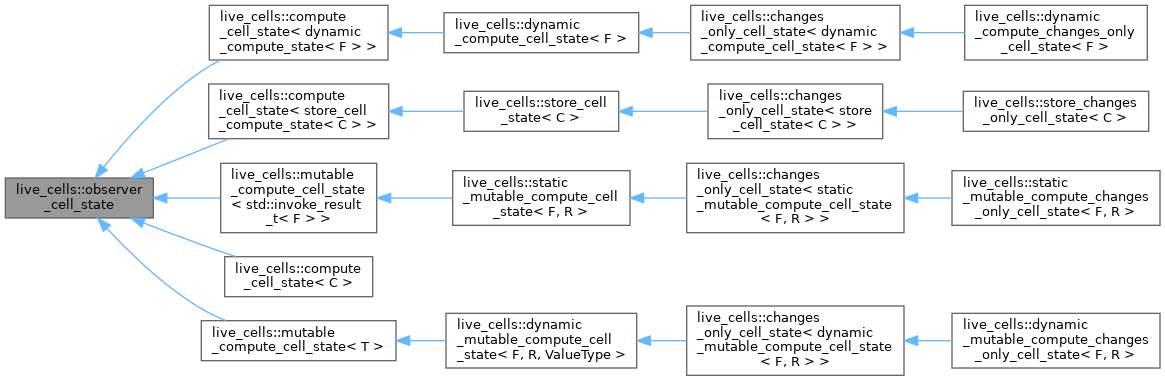 live_cells::observer
_cell_state
live_cells::compute
_cell_state< dynamic
_compute_state< F > >
live_cells::dynamic
_compute_cell_state< F >
live_cells::changes
_only_cell_state< dynamic
_compute_cell_state< F > >
live_cells::dynamic
_compute_changes_only
_cell_state< F >
live_cells::compute
_cell_state< store_cell
_compute_state< C > >
live_cells::store_cell
_state< C >
live_cells::changes
_only_cell_state< store
_cell_state< C > >
live_cells::store_changes
_only_cell_state< C >
live_cells::mutable
_compute_cell_state
< std::invoke_result
_t< F > >
live_cells::static
_mutable_compute_cell
_state< F, R >
live_cells::changes
_only_cell_state< static
_mutable_compute_cell_state
< F, R > >
live_cells::static
_mutable_compute_changes
_only_cell_state< F, R >
live_cells::compute
_cell_state< C >
live_cells::mutable
_compute_cell_state< T >
live_cells::dynamic
_mutable_compute_cell
_state< F, R, ValueType >
live_cells::changes
_only_cell_state< dynamic
_mutable_compute_cell_state
< F, R > >
live_cells::dynamic
_mutable_compute_changes
_only_cell_state< F, R >